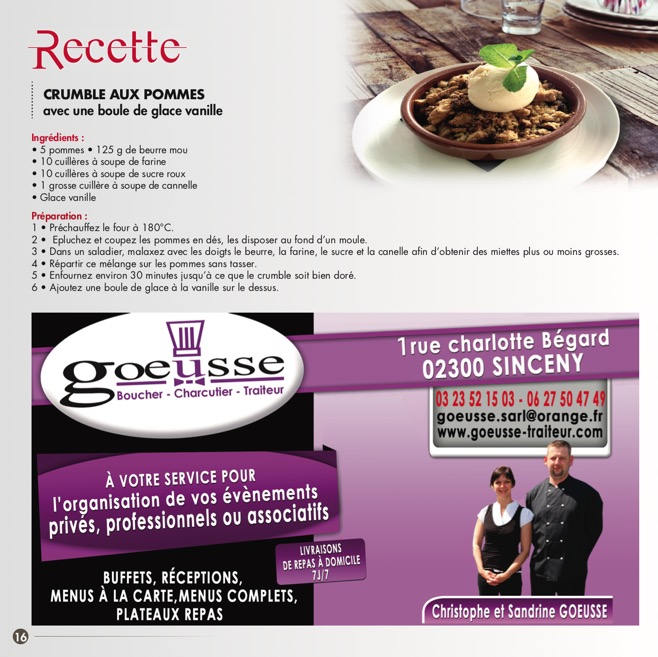 Recette
CRUMBLE AUX POMMES
avec une boule de glace vanille
Ingrédients :
• 5 pommes • 125 g de beurre mou
• 10 cuillères à soupe de farine
• 10 cuillères à soupe de sucre roux
• 1 grosse cuillère à soupe de cannelle
• Glace vanille
Préparation :
1 • Préchauffez le four à 180°C.
2 • Epluchez et coupez les pommes en dés, les disposer au fond d'un moule.
3 • Dans un saladier, malaxez avec les doigts le beurre, la farine, le sucre et la canelle afin d'obtenir des miettes plus ou moins grosses.
4 • Répartir ce mélange sur les pommes sans tasser.
5 • Enfournez environ 30 minutes jusqu'à ce que le crumble soit bien doré.
6 • Ajoutez une boule de glace à la vanille sur le dessus.
goeusse
Boucher - Charcutier - Traiteur
1 rue charlotte Bégard
02300 SINCENY
03 23 52 15 03 - 06 27 50 47 49
goeusse.sarl@orange.fr
www.goeusse-traiteur.com
À VOTRE SERVICE POUR
l'organisation de vos évènements
privés, professionnels ou associatifs
LIVRAISONS
DE REPAS À DOMICILE
7J/7
BUFFETS, RÉCEPTIONS,
MENUS À LA CARTE,MENUS COMPLETS,
PLATEAUX REPAS
Christophe et Sandrine GOEUSSE
16